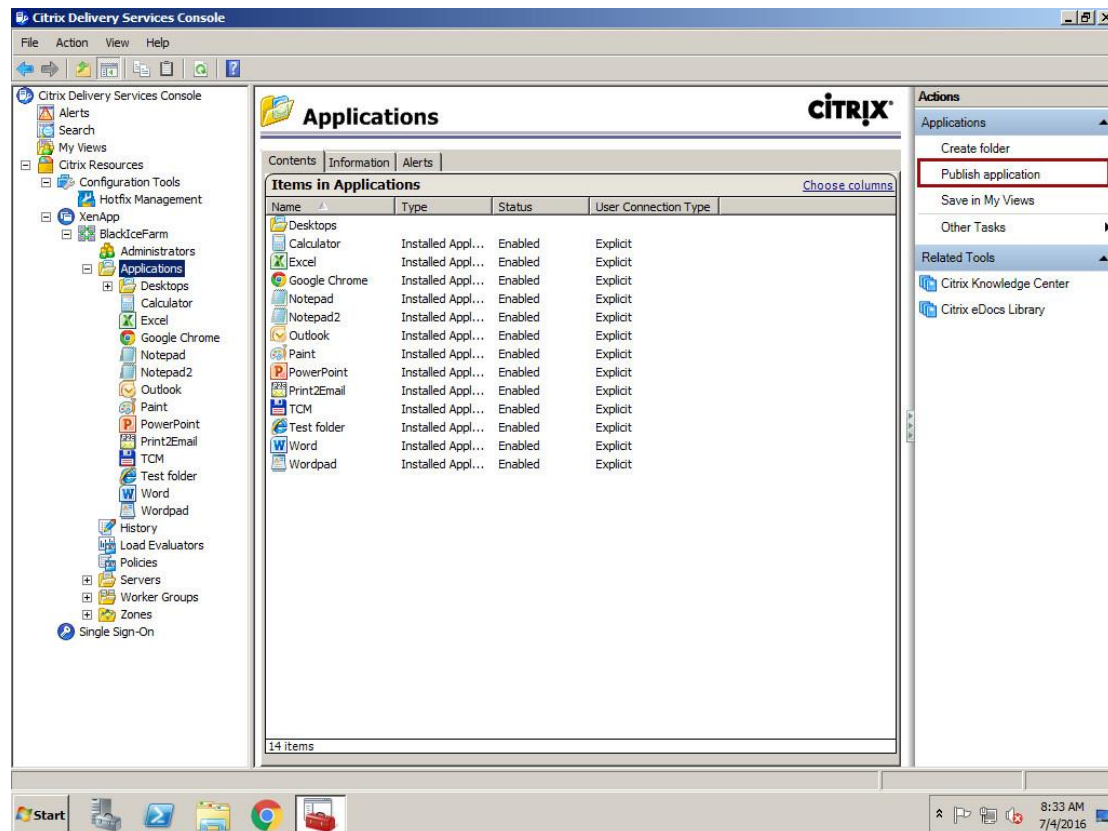 Citrix Delivery Services Console
File Action View Help
Citrix Delivery Services Console
Alerts
Search
My Views
Citrix Resources
Configuration Tools
Hotfix Management
XenApp
BlackIceFarm
Administrators
Applications
Desktops
Calculator
Excel
Google Chrome
Notepad
Notepad2
Outlook
Paint
PowerPoint
Print2Email
TCM
Test folder
Word
Wordpad
History
Load Evaluators
Policies
Servers
Worker Groups
Zones
Single Sign-On
Applications
CITRIX
Contents Information Alerts
Items in Applications Choose columns
Name Type Status User Connection Type
Desktops
Calculator Installed Appl... Enabled Explicit
Excel Installed Appl... Enabled Explicit
Google Chrome Installed Appl... Enabled Explicit
Notepad Installed Appl... Enabled Explicit
Notepad2 Installed Appl... Enabled Explicit
Outlook Installed Appl... Enabled Explicit
Paint Installed Appl... Enabled Explicit
PowerPoint Installed Appl... Enabled Explicit
Print2Email Installed Appl... Enabled Explicit
TCM Installed Appl... Enabled Explicit
Test folder Installed Appl... Enabled Explicit
Word Installed Appl... Enabled Explicit
Wordpad Installed Appl... Enabled Explicit
14 items
Actions
Applications
Create folder
Publish application
Save in My Views
Other Tasks
Related Tools
Citrix Knowledge Center
Citrix eDocs Library
Start
8:33 AM
7/4/2016